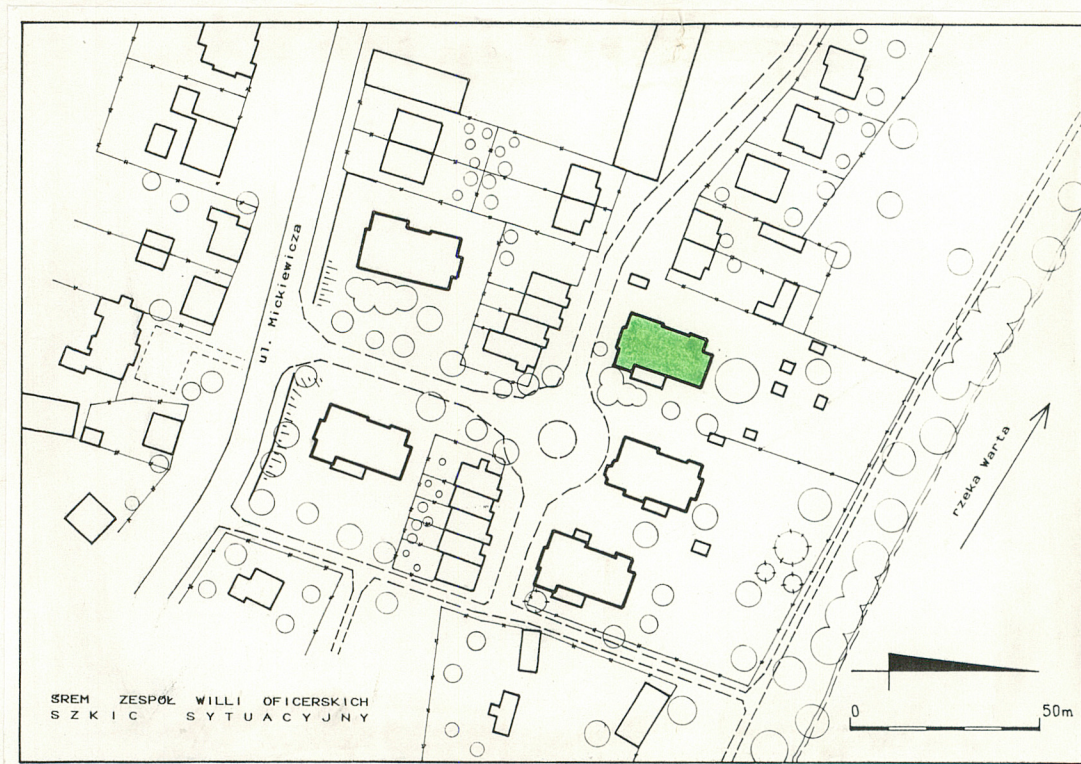 ul. Mickiewicza
rzeka Warta
ŚREM ZESPÓŁ WILLI OFICERSKICH
SZKIC SYTUACYJNY
0 50m